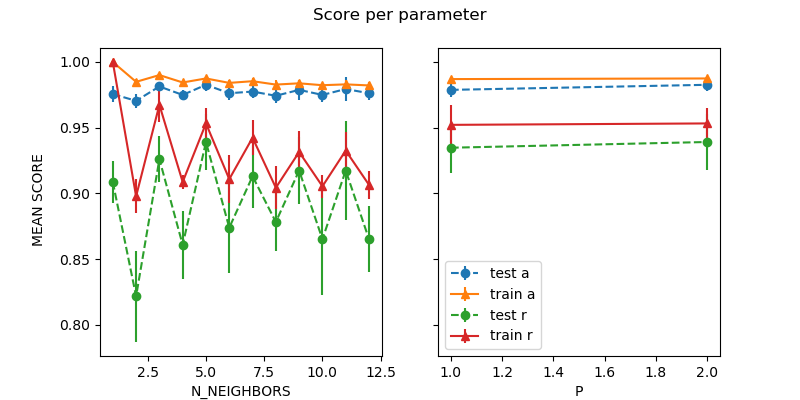 Score per parameter
MEAN SCORE
1.00
0.95
0.90
0.85
0.80
2.5 5.0 7.5 10.0 12.5
N_NEIGHBORS
test a
train a
test r
train r
1.0 1.2 1.4 1.6 1.8 2.0
P